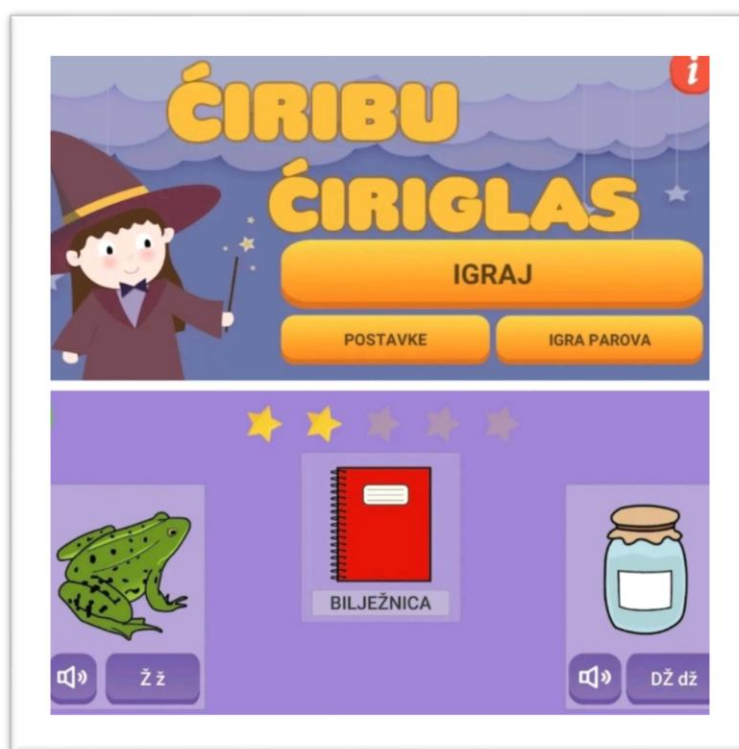 i
ĆIRIBU
ĆIRIGLAS
IGRAJ
POSTAVKE
IGRA PAROVA
BILJEŽNICA
Ž ž
DŽ dž